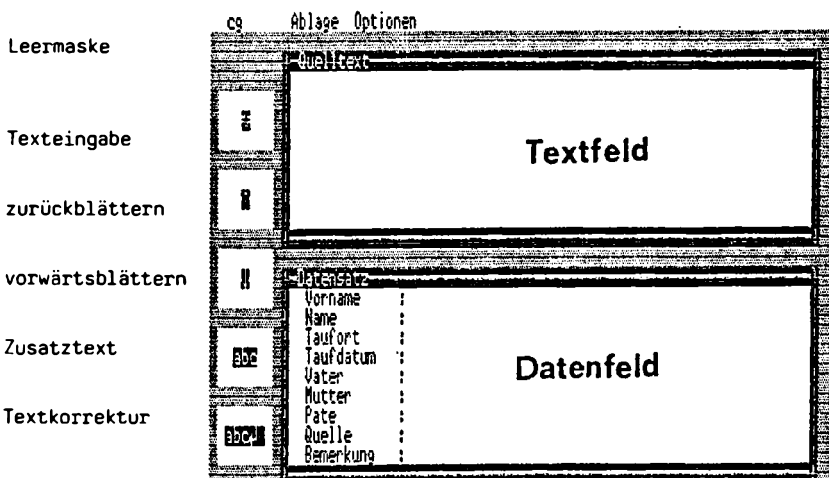 cg Ablage Optionen
Leermaske
Quelltext
Texteingabe
Textfeld
zurückblättern
vorwärtsblättern
Datensatz
Vorname :
Name :
Taufort :
Zusatztext
abc
Taufdatum :
Datenfeld
Vater :
Mutter :
Textkorrektur
Pate :
Quelle :
Bemerkung :